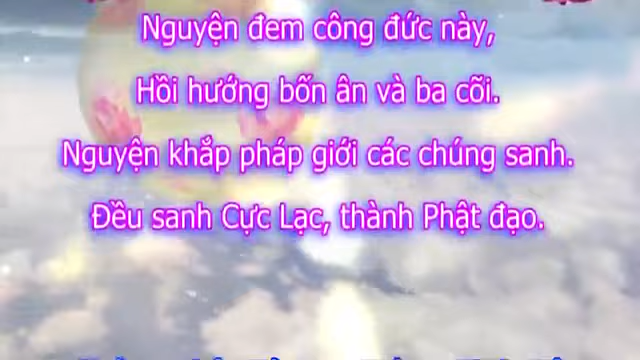 Nguyện đem công đức này,
Hồi hướng bốn ân và ba cõi.
Nguyện khắp pháp giới các chúng sanh.
Đều sanh Cực Lạc, thành Phật đạo.